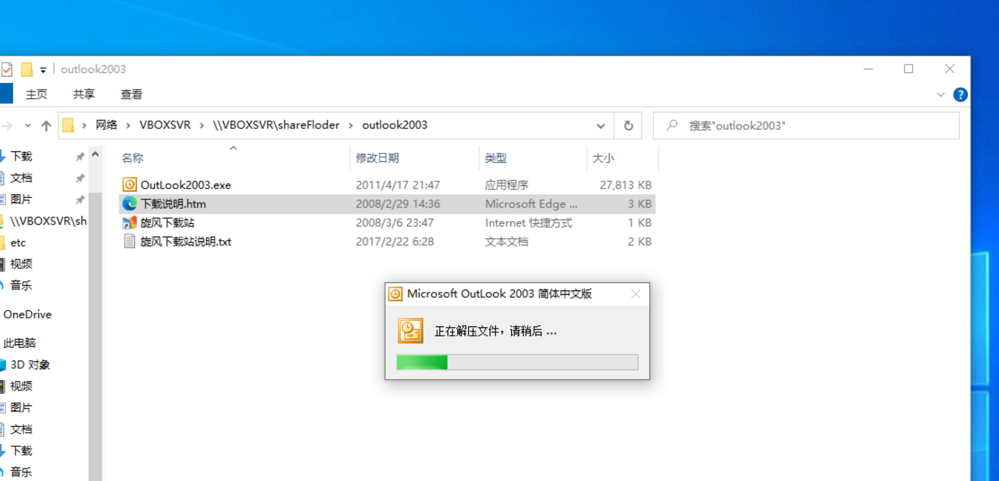 outlook2003
主页 共享 查看
网络 VBOXSVR \\VBOXSVR\shareFloder outlook2003
搜索"outlook2003"
名称 修改日期 类型 大小
OutLook2003.exe 2011/4/17 21:47 应用程序 27,813 KB
下载说明.htm 2008/2/29 14:36 Microsoft Edge ... 3 KB
旋风下载站 2008/3/6 23:47 Internet 快捷方式 1 KB
旋风下载站说明.txt 2017/2/22 6:28 文本文档 2 KB
下载
文档
图片
\\VBOXSVR\sh
etc
视频
音乐
OneDrive
此电脑
3D 对象
视频
图片
文档
下载
音乐
Microsoft OutLook 2003 简体中文版
正在解压文件，请稍后 ...